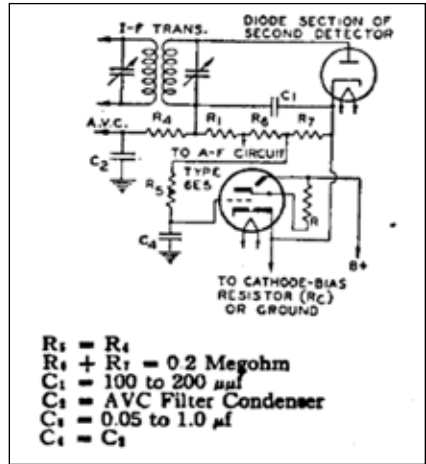 I-F TRANS.
DIODE SECTION OF
SECOND DETECTOR
C1
A.V.C.
R4
R1
R6
R7
TO A-F CIRCUIT
C2
TYPE
6E5
R5
R
C4
B+
TO CATHODE-BIAS
RESISTOR (RC)
OR GROUND
R₅ = R₄
R₆ + R₇ = 0.2 Megohm
C₁ = 100 to 200 μμf
= AVC Filter Condenser
= 0.05 to 1.0 μf
C₄ = C₂